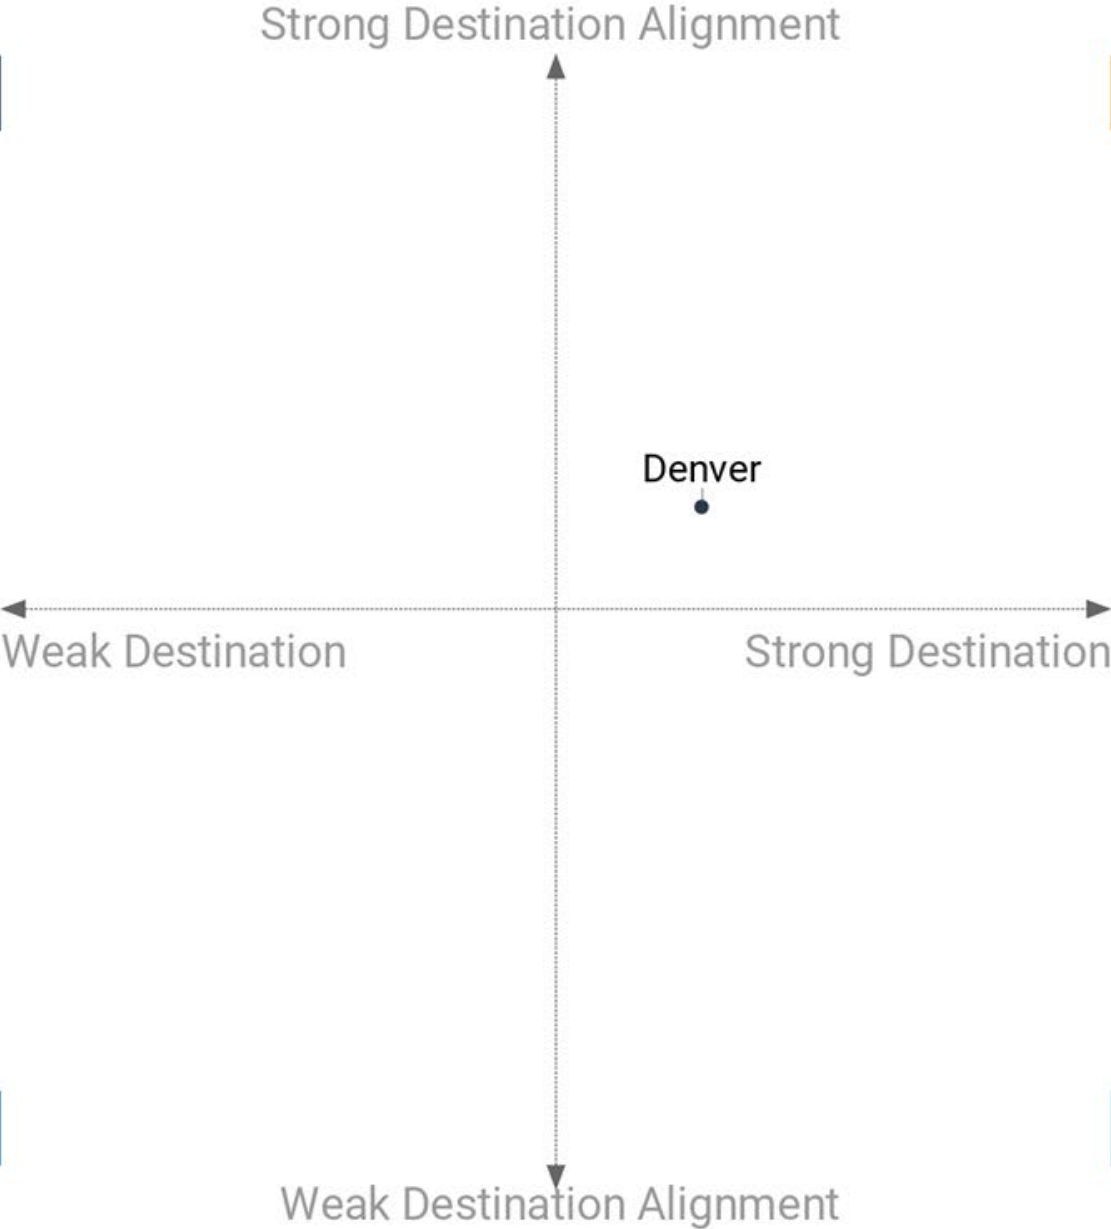 Strong Destination Alignment
Denver
Weak Destination
Strong Destination
Weak Destination Alignment